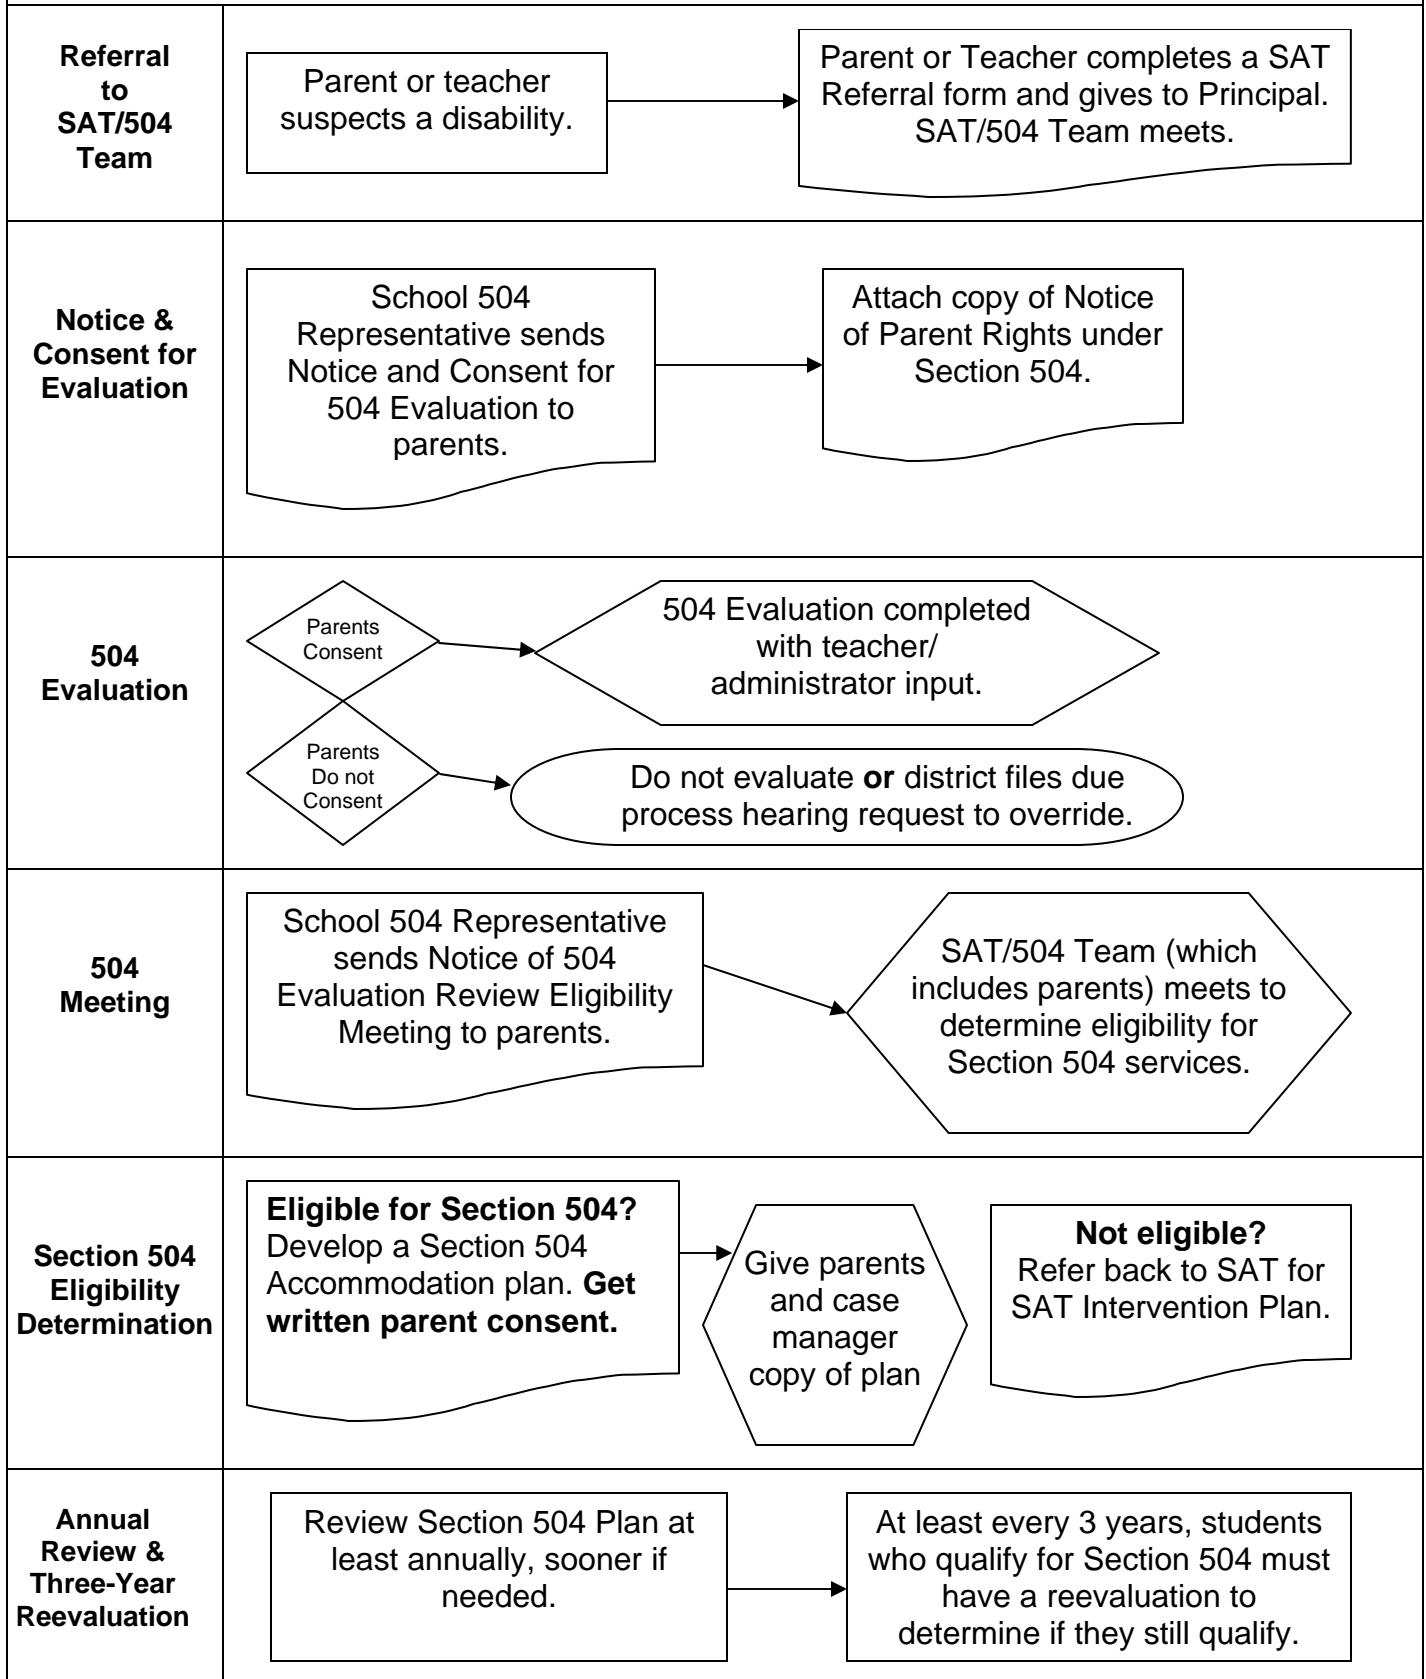 Referral
to
SAT/504
Team
Parent or teacher
suspects a disability.
Parent or Teacher completes a SAT
Referral form and gives to Principal.
SAT/504 Team meets.
Notice &
Consent for
Evaluation
School 504
Representative sends
Notice and Consent for
504 Evaluation to
parents.
Attach copy of Notice
of Parent Rights under
Section 504.
504
Evaluation
Parents
Consent
504 Evaluation completed
with teacher/
administrator input.
Parents
Do not
Consent
Do not evaluate or district files due
process hearing request to override.
504
Meeting
School 504 Representative
sends Notice of 504
Evaluation Review Eligibility
Meeting to parents.
SAT/504 Team (which
includes parents) meets to
determine eligibility for
Section 504 services.
Section 504
Eligibility
Determination
Eligible for Section 504?
Develop a Section 504
Accommodation plan. Get
written parent consent.
Give parents
and case
manager
copy of plan
Not eligible?
Refer back to SAT for
SAT Intervention Plan.
Annual
Review &
Three-Year
Reevaluation
Review Section 504 Plan at
least annually, sooner if
needed.
At least every 3 years, students
who qualify for Section 504 must
have a reevaluation to
determine if they still qualify.